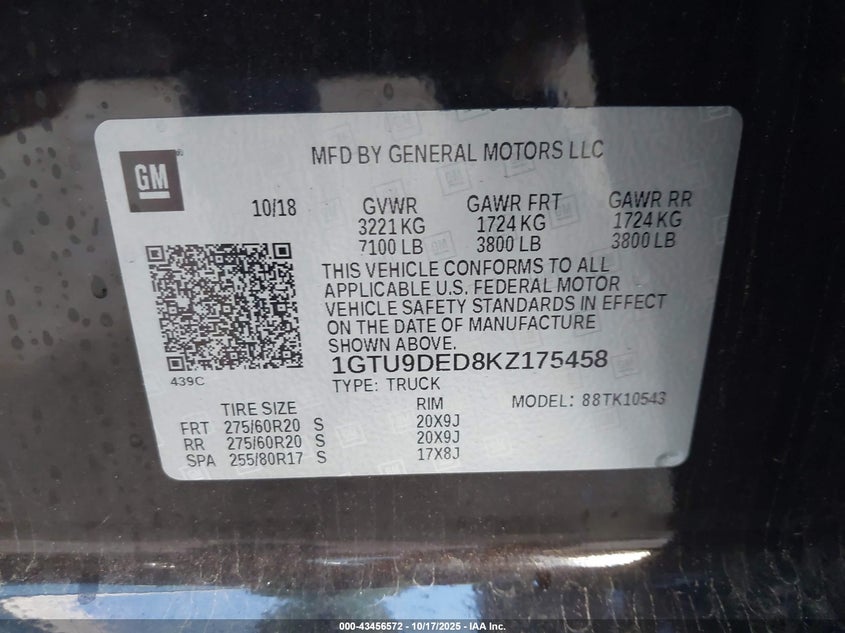 GM
MFD BY GENERAL MOTORS LLC
10/18
GVWR GAWR FRT GAWR RR
3221 KG 1724 KG 1724 KG
7100 LB 3800 LB 3800 LB
THIS VEHICLE CONFORMS TO ALL
APPLICABLE U.S. FEDERAL MOTOR
VEHICLE SAFETY STANDARDS IN EFFECT
ON THE DATE OF MANUFACTURE
SHOWN ABOVE.
1GTU9DED8KZ175458
439C
TYPE: TRUCK
TIRE SIZE RIM MODEL: 88TK10543
FRT 275/60R20 S 20X9J
RR 275/60R20 S 20X9J
SPA 255/80R17 S 17X8J
000-43456572 - 10/17/2025 - IAA Inc.